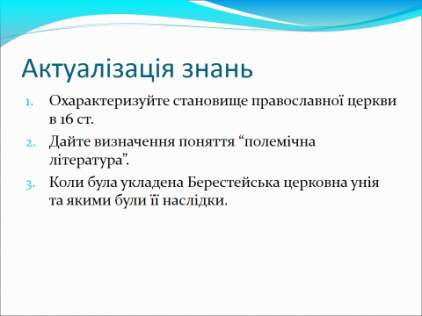 Актуалізація знань
1. Охарактеризуйте становище православної церкви
в 16 ст.
2. Дайте визначення поняття “полемічна
література”.
3. Коли була укладена Берестейська церковна унія
та якими були її наслідки.